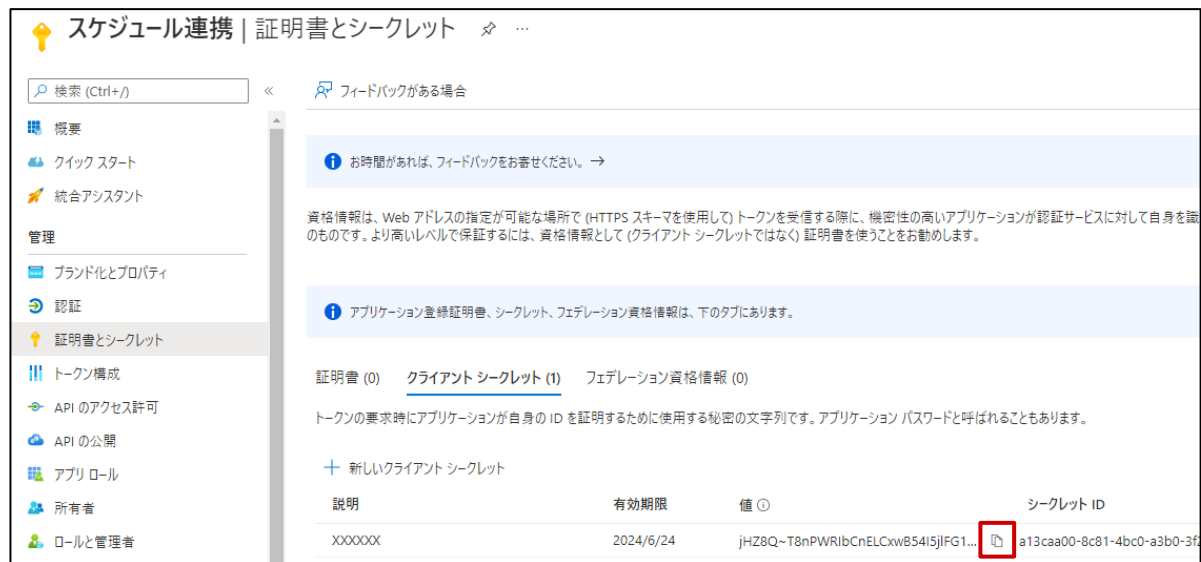 スケジュール連携 | 証明書とシークレット …
検索 (Ctrl+/) «
概要
クイック スタート
統合アシスタント
管理
ブランド化とプロパティ
認証
証明書とシークレット
トークン構成
API のアクセス許可
API の公開
アプリ ロール
所有者
ロールと管理者
フィードバックがある場合
お時間があれば、フィードバックをお寄せください。 →
資格情報は、Web アドレスの指定が可能な場所で (HTTPS スキーマを使用して) トークンを受信する際に、機密性の高いアプリケーションが認証サービスに対して自身を識
のものです。より高いレベルで保証するには、資格情報として (クライアント シークレットではなく) 証明書を使うことをお勧めします。
アプリケーション登録証明書、シークレット、フェデレーション資格情報は、下のタブにあります。
証明書 (0) クライアント シークレット (1) フェデレーション資格情報 (0)
トークンの要求時にアプリケーションが自身の ID を証明するために使用する秘密の文字列です。アプリケーション パスワードと呼ばれることもあります。
新しいクライアント シークレット
説明 有効期限 値 シークレット ID
XXXXXX 2024/6/24 jHZ8Q~T8nPWRIbCnELCxwB54I5jlFG1... a13caa00-8c81-4bc0-a3b0-3f2